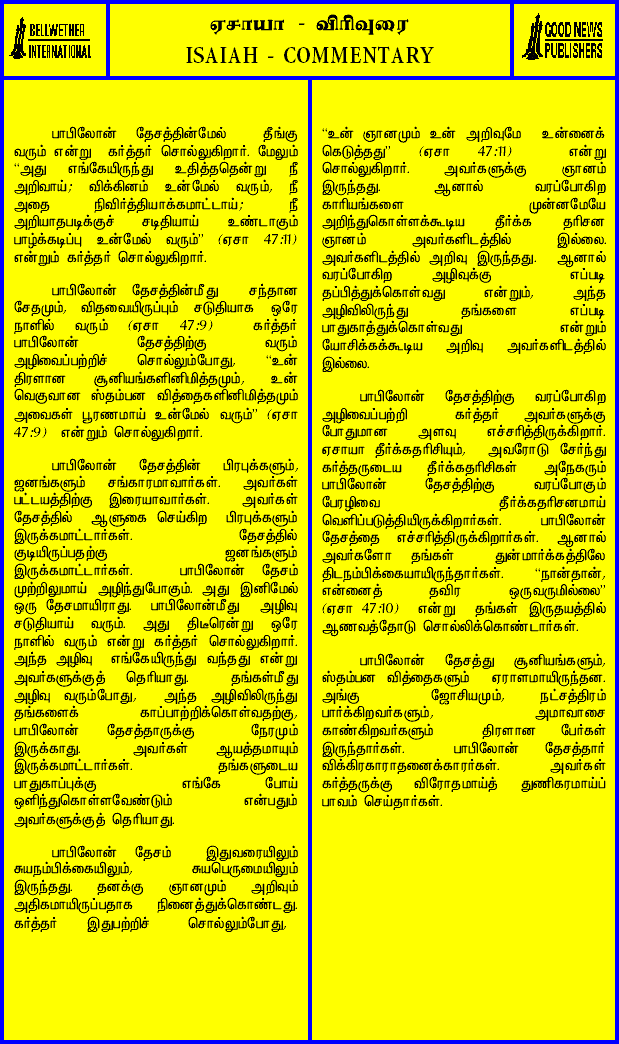 BELLWETHER
INTERNATIONAL
ஏசாயா - விரிவுரை
ISAIAH - COMMENTARY
GOOD NEWS
PUBLISHERS
பாபிலோன் தேசத்தின்மேல் தீங்கு
வரும் என்று கர்த்தர் சொல்லுகிறார். மேலும்
“அது எங்கேயிருந்து உதித்ததென்று நீ
அறிவாய்; விக்கினம் உன்மேல் வரும், நீ
அதை நிவிர்த்தியாக்கமாட்டாய்; நீ
அறியாதபடிக்குச் சடிதியாய் உண்டாகும்
பாழ்க்கடிப்பு உன்மேல் வரும்” (ஏசா 47:11)
என்றும் கர்த்தர் சொல்லுகிறார்.
பாபிலோன் தேசத்தின்மீது சந்தான
சேதமும், விதவையிருப்பும் சடுதியாக ஒரே
நாளில் வரும் (ஏசா 47:9) கர்த்தர்
பாபிலோன் தேசத்திற்கு வரும்
அழிவைப்பற்றிச் சொல்லும்போது, “உன்
திரளான சூனியங்களினிமித்தமும், உன்
வெகுவான ஸ்தம்பன வித்தைகளினிமித்தமும்
அவைகள் பூரணமாய் உன்மேல் வரும்” (ஏசா
47:9) என்றும் சொல்லுகிறார்.
பாபிலோன் தேசத்தின் பிரபுக்களும்,
ஜனங்களும் சங்காரமாவார்கள். அவர்கள்
பட்டயத்திற்கு இரையாவார்கள். அவர்கள்
தேசத்தில் ஆளுகை செய்கிற பிரபுக்களும்
இருக்கமாட்டார்கள். தேசத்தில்
குடியிருப்பதற்கு ஜனங்களும்
இருக்கமாட்டார்கள். பாபிலோன் தேசம்
முற்றிலுமாய் அழிந்துபோகும். அது இனிமேல்
ஒரு தேசமாயிராது. பாபிலோன்மீது அழிவு
சடுதியாய் வரும். அது திடீரென்று ஒரே
நாளில் வரும் என்று கர்த்தர் சொல்லுகிறார்.
அந்த அழிவு எங்கேயிருந்து வந்தது என்று
அவர்களுக்குத் தெரியாது. தங்கள்மீது
அழிவு வரும்போது, அந்த அழிவிலிருந்து
தங்களைக் காப்பாற்றிக்கொள்வதற்கு,
பாபிலோன் தேசத்தாருக்கு நேரமும்
இருக்காது. அவர்கள் ஆயத்தமாயும்
இருக்கமாட்டார்கள். தங்களுடைய
பாதுகாப்புக்கு எங்கே போய்
ஒளிந்துகொள்ளவேண்டும் என்பதும்
அவர்களுக்குத் தெரியாது.
பாபிலோன் தேசம் இதுவரையிலும்
சுயநம்பிக்கையிலும், சுயபெருமையிலும்
இருந்தது. தனக்கு ஞானமும் அறிவும்
அதிகமாயிருப்பதாக நினைத்துக்கொண்டது.
கர்த்தர் இதுபற்றிச் சொல்லும்போது,
“உன் ஞானமும் உன் அறிவுமே உன்னைக்
கெடுத்தது” (ஏசா 47:11) என்று
சொல்லுகிறார். அவர்களுக்கு ஞானம்
இருந்தது. ஆனால் வரப்போகிற
காரியங்களை முன்னமேயே
அறிந்துகொள்ளக்கூடிய தீர்க்க தரிசன
ஞானம் அவர்களிடத்தில் இல்லை.
அவர்களிடத்தில் அறிவு இருந்தது. ஆனால்
வரப்போகிற அழிவுக்கு எப்படி
தப்பித்துக்கொள்வது என்றும், அந்த
அழிவிலிருந்து தங்களை எப்படி
பாதுகாத்துக்கொள்வது என்றும்
யோசிக்கக்கூடிய அறிவு அவர்களிடத்தில்
இல்லை.
பாபிலோன் தேசத்திற்கு வரப்போகிற
அழிவைப்பற்றி கர்த்தர் அவர்களுக்கு
போதுமான அளவு எச்சரித்திருக்கிறார்.
ஏசாயா தீர்க்கதரிசியும், அவரோடு சேர்ந்து
கர்த்தருடைய தீர்க்கதரிசிகள் அநேகரும்
பாபிலோன் தேசத்திற்கு வரப்போகும்
பேரழிவை தீர்க்கதரிசனமாய்
வெளிப்படுத்தியிருக்கிறார்கள். பாபிலோன்
தேசத்தை எச்சரித்திருக்கிறார்கள். ஆனால்
அவர்களோ தங்கள் துன்மார்க்கத்திலே
திடநம்பிக்கையாயிருந்தார்கள். “நான்தான்,
என்னைத் தவிர ஒருவருமில்லை”
(ஏசா 47:10) என்று தங்கள் இருதயத்தில்
ஆணவத்தோடு சொல்லிக்கொண்டார்கள்.
பாபிலோன் தேசத்து சூனியங்களும்,
ஸ்தம்பன வித்தைகளும் ஏராளமாயிருந்தன.
அங்கு ஜோசியமும், நட்சத்திரம்
பார்க்கிறவர்களும், அமாவாசை
காண்கிறவர்களும் திரளான பேர்கள்
இருந்தார்கள். பாபிலோன் தேசத்தார்
விக்கிரகாராதனைக்காரர்கள். அவர்கள்
கர்த்தருக்கு விரோதமாய்த் துணிகரமாய்ப்
பாவம் செய்தார்கள்.